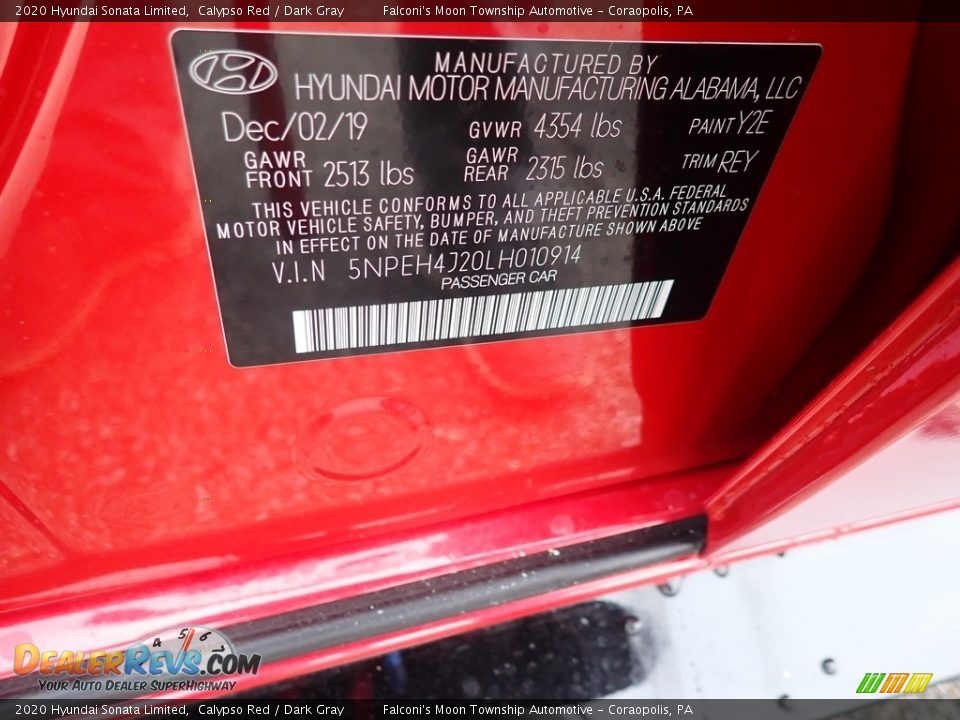 2020 Hyundai Sonata Limited, Calypso Red / Dark Gray Falconi's Moon Township Automotive - Coraopolis, PA
MANUFACTURED BY
HYUNDAI MOTOR MANUFACTURING ALABAMA, LLC
Dec/02/19 GVWR 4354 lbs PAINT Y2E
GAWR FRONT 2513 lbs GAWR REAR 2315 lbs TRIM REY
THIS VEHICLE CONFORMS TO ALL APPLICABLE U.S.A. FEDERAL
MOTOR VEHICLE SAFETY, BUMPER, AND THEFT PREVENTION STANDARDS
IN EFFECT ON THE DATE OF MANUFACTURE SHOWN ABOVE
V.I.N 5NPEH4J20LH010914
PASSENGER CAR
4 5 6
DEALERREVS.COM
YOUR AUTO DEALER SUPERHIGHWAY
2020 Hyundai Sonata Limited, Calypso Red / Dark Gray Falconi's Moon Township Automotive - Coraopolis, PA